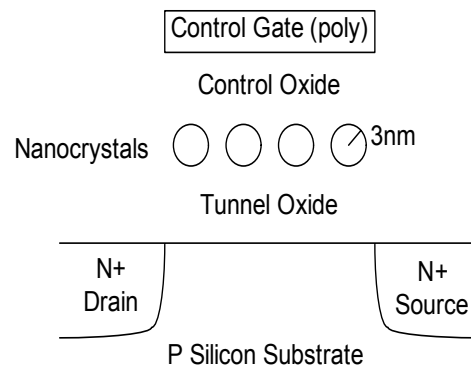 Control Gate (poly)
Control Oxide
Nanocrystals
3nm
Tunnel Oxide
N+
Drain
N+
Source
P Silicon Substrate